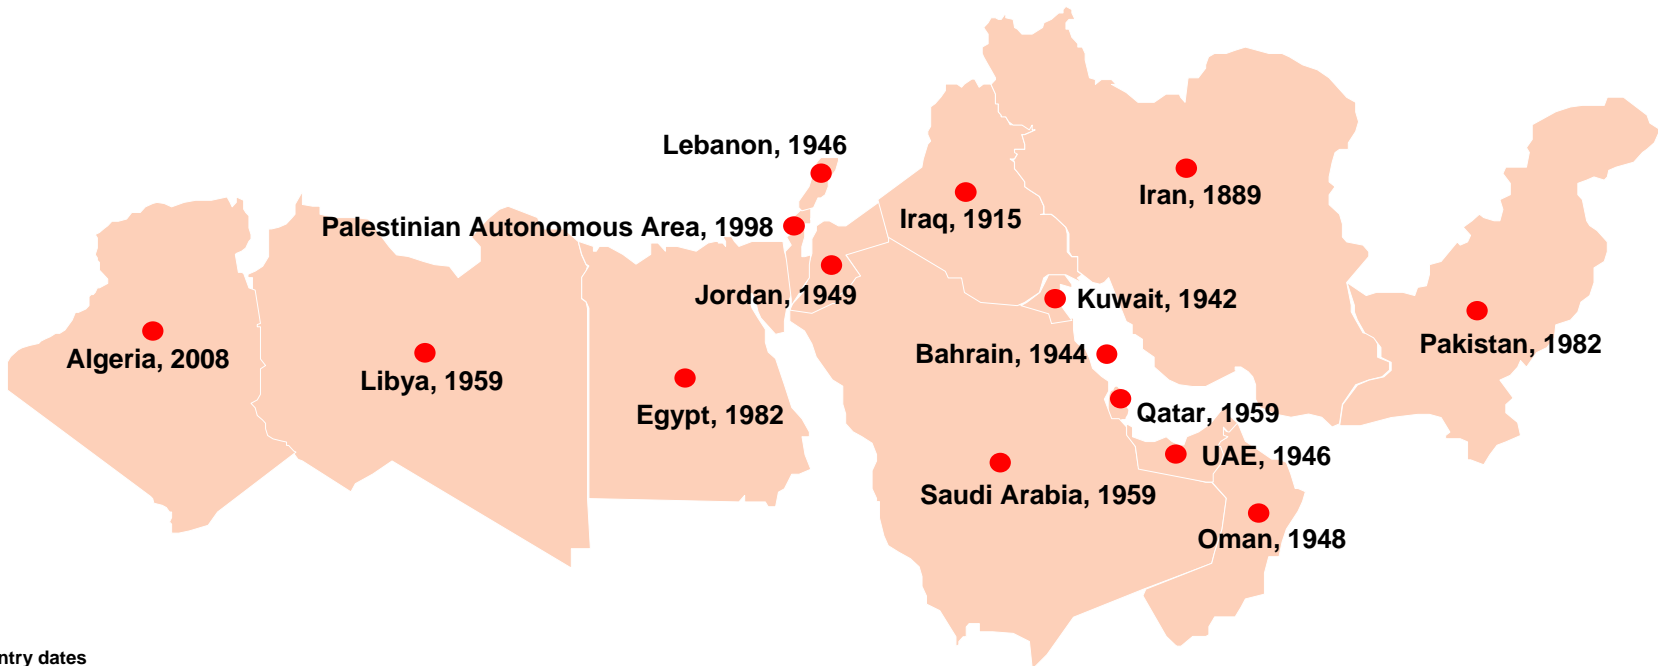 Lebanon, 1946
Iran, 1889
Iraq, 1915
Palestinian Autonomous Area, 1998
Jordan, 1949
Kuwait, 1942
Algeria, 2008
Libya, 1959
Bahrain, 1944
Pakistan, 1982
Egypt, 1982
Qatar, 1959
UAE, 1946
Saudi Arabia, 1959
Oman, 1948
dates